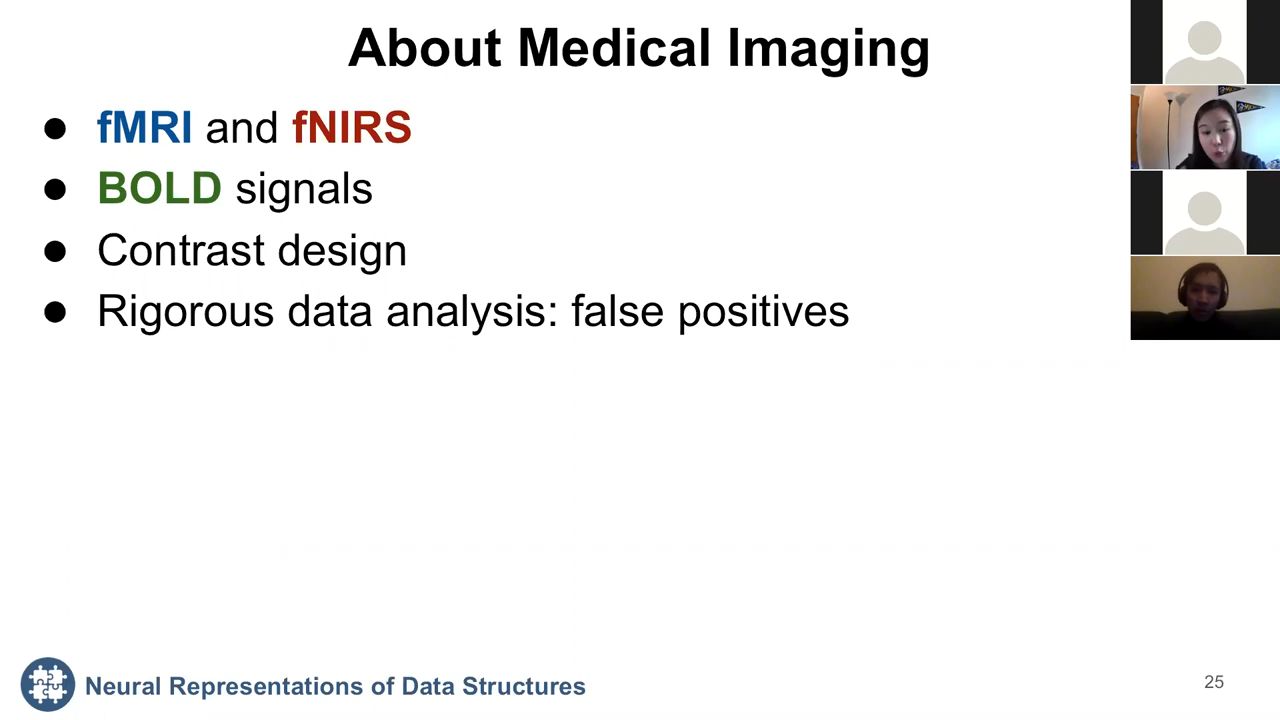 About Medical Imaging
● fMRI and fNIRS
● BOLD signals
● Contrast design
● Rigorous data analysis: false positives
Neural Representations of Data Structures
25